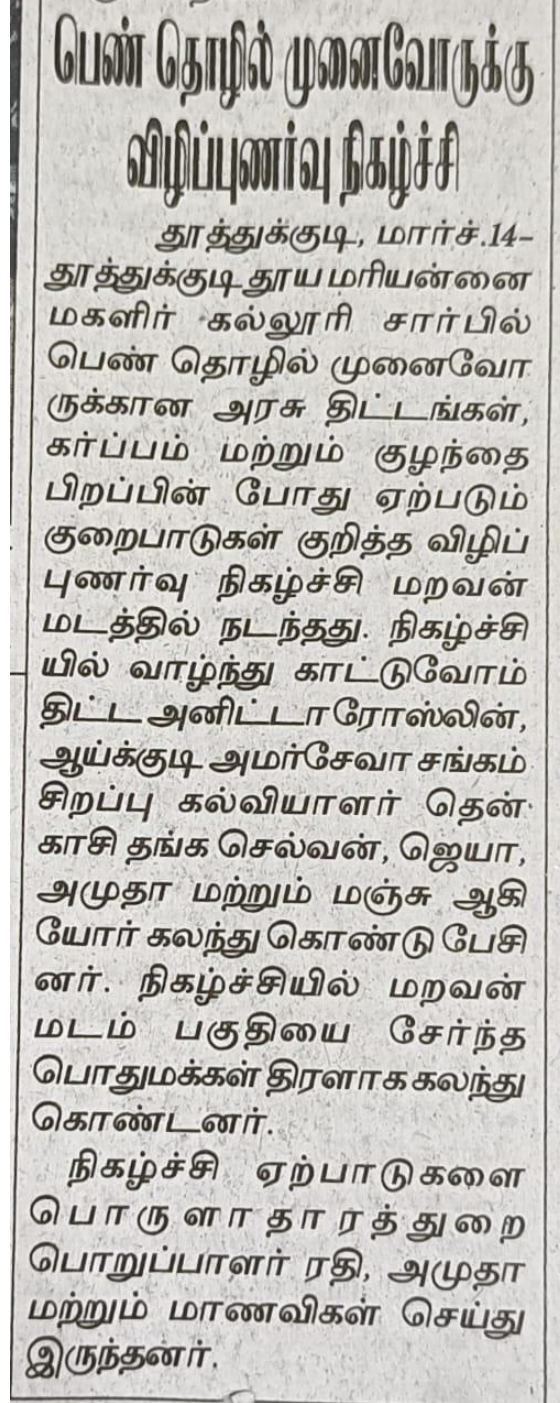 பெண் தொழில் முனைவோருக்கு
விழிப்புணர்வு நிகழ்ச்சி
தூத்துக்குடி, மார்ச்.14-
தூத்துக்குடி தூய மரியன்னை
மகளிர் கல்லூரி சார்பில்
பெண் தொழில் முனைவோ
ருக்கான அரசு திட்டங்கள்,
கர்ப்பம் மற்றும் குழந்தை
பிறப்பின் போது ஏற்படும்
குறைபாடுகள் குறித்த விழிப்
புணர்வு நிகழ்ச்சி மறவன்
மடத்தில் நடந்தது. நிகழ்ச்சி
யில் வாழ்ந்து காட்டுவோம்
திட்ட அனிட்டா ரோஸ்லின்,
ஆய்க்குடி அமர்சேவா சங்கம்
சிறப்பு கல்வியாளர் தென்
காசி தங்க செல்வன், ஜெயா,
அமுதா மற்றும் மஞ்சு ஆகி
யோர் கலந்து கொண்டு பேசி
னர். நிகழ்ச்சியில் மறவன்
மடம் பகுதியை சேர்ந்த
பொதுமக்கள் திரளாக கலந்து
கொண்டனர்.
நிகழ்ச்சி ஏற்பாடுகளை
பொருளாதாரத்துறை
பொறுப்பாளர் ரதி, அமுதா
மற்றும் மாணவிகள் செய்து
இருந்தனர்.